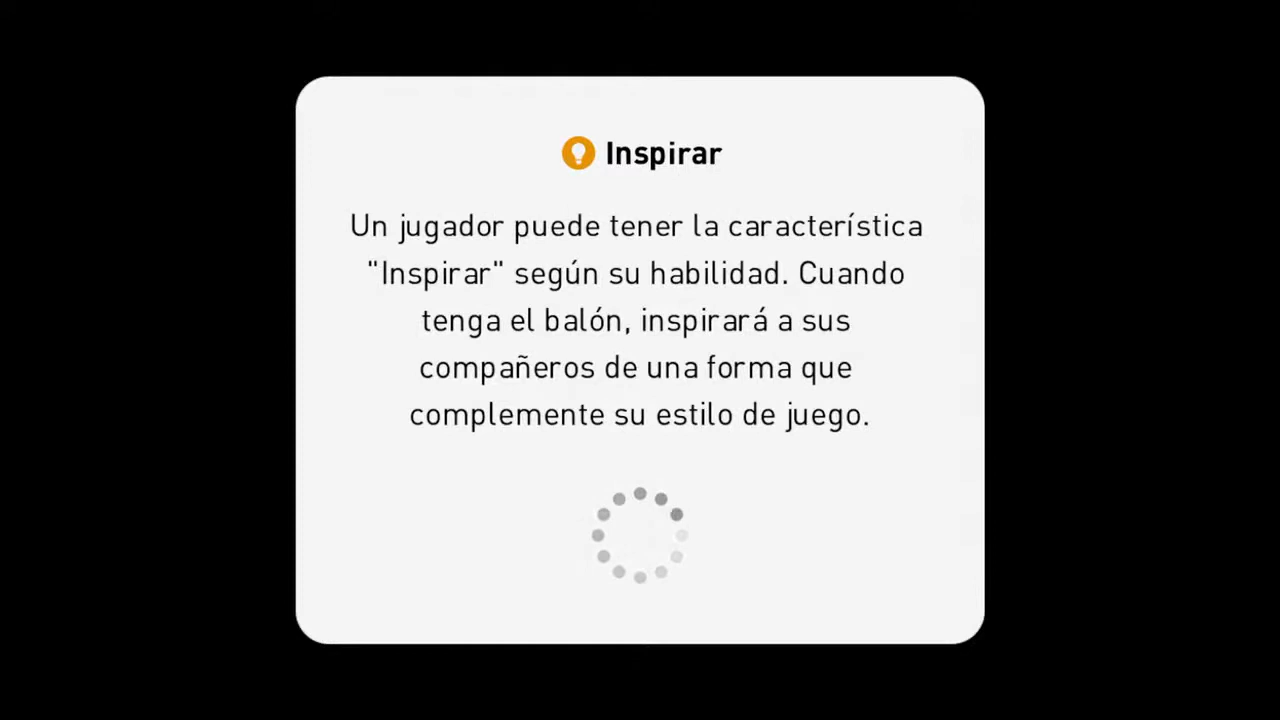 Inspirar
Un jugador puede tener la característica
"Inspirar" según su habilidad. Cuando
tenga el balón, inspirará a sus
compañeros de una forma que
complemente su estilo de juego.